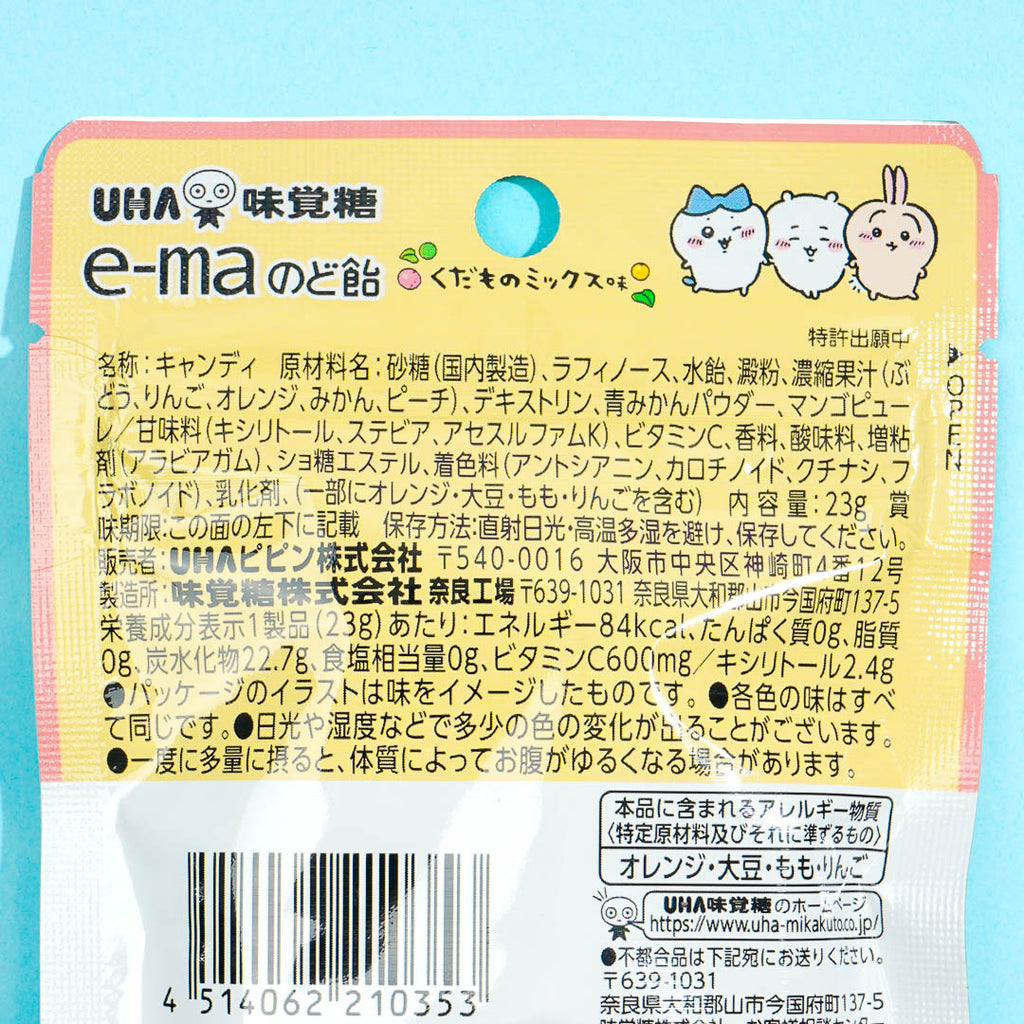 UHA味覚糖
e-maのど飴 くだものミックス味
特許出願中
OPEN
名称:キャンディ 原材料名:砂糖(国内製造)、ラフィノース、水飴、澱粉、濃縮果汁(ぶ
どう、りんご、オレンジ、みかん、ピーチ)、デキストリン、青みかんパウダー、マンゴピュー
レ/甘味料(キシリトール、ステビア、アセスルファムK)、ビタミンC、香料、酸味料、増粘
剤(アラビアガム)、ショ糖エステル、着色料(アントシアニン、カロチノイド、クチナシ、フ
ラボノイド)、乳化剤、(一部にオレンジ・大豆・もも・りんごを含む) 内容量:23g 賞
味期限:この面の左下に記載 保存方法:直射日光・高温多湿を避け、保存してください。
販売者:UHAピピン株式会社 〒540-0016 大阪市中央区神崎町4番12号
製造所:味覚糖株式会社 奈良工場 〒639-1031 奈良県大和郡山市今国府町137-5
栄養成分表示1製品(23g)あたり:エネルギー84kcal、たんぱく質0g、脂質
0g、炭水化物22.7g、食塩相当量0g、ビタミンC600mg/キシリトール2.4g
●パッケージのイラストは味をイメージしたものです。●各色の味はすべ
て同じです。●日光や湿度などで多少の色の変化が出ることがございます。
●一度に多量に摂ると、体質によってお腹がゆるくなる場合があります。
本品に含まれるアレルギー物質
〈特定原材料及びそれに準ずるもの〉
オレンジ・大豆・もも・りんご
UHA味覚糖のホームページ
https://www.uha-mikakuto.co.jp/
●不都合品は下記宛にお送りください。
〒639-1031
奈良県大和郡山市今国府町137-5
味覚糖株式会社 お客様相談センター
4 514062 210353